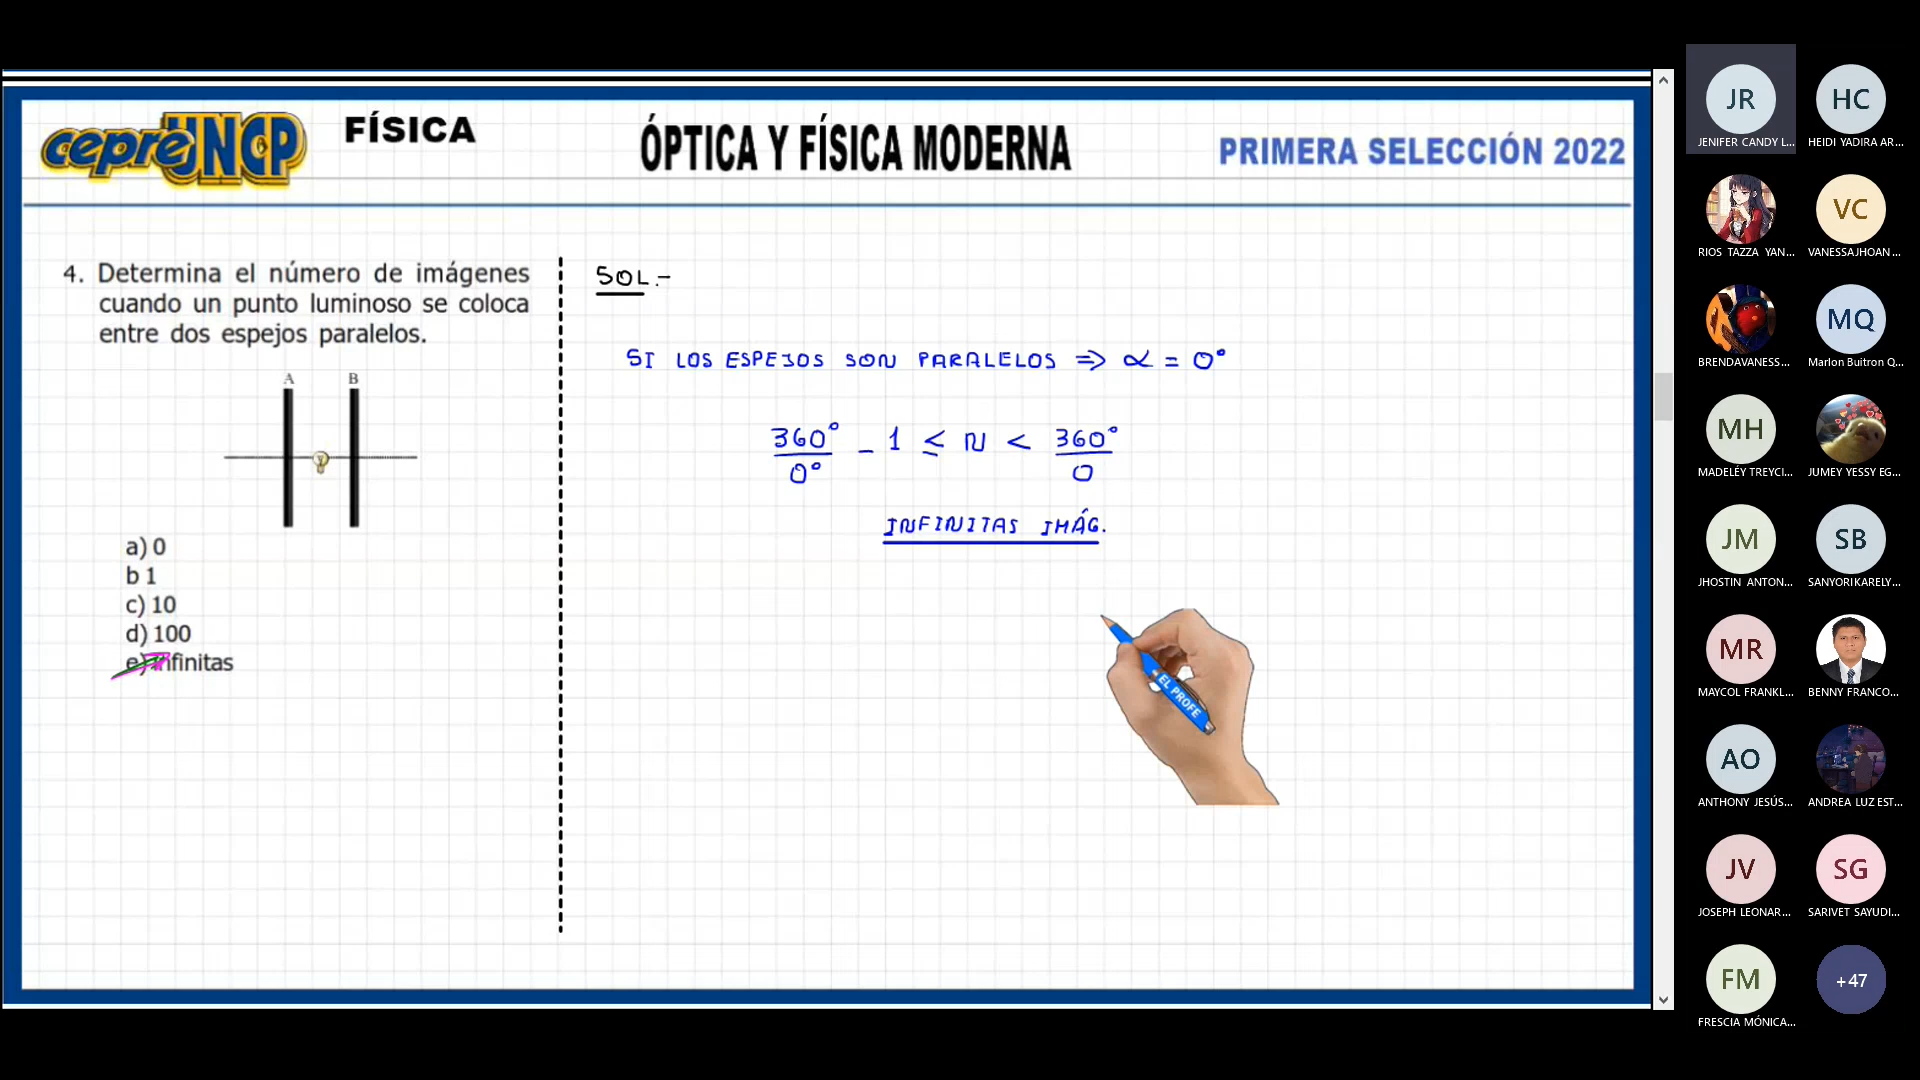 cepreUNCP
FÍSICA
ÓPTICA Y FÍSICA MODERNA
PRIMERA SELECCIÓN 2022
4. Determina el número de imágenes
cuando un punto luminoso se coloca
entre dos espejos paralelos.
A B
a) 0
b 1
c) 10
d) 100
e) infinitas
SOL.-
SI LOS ESPEJOS SON PARALELOS => α = 0°
360°/0° - 1 ≤ N < 360°/0
INFINITAS IMÁG.
EL PROFE
JR
JENIFER CANDY L...
HC
HEIDI YADIRA AR...
RIOS TAZZA YAN...
VC
VANESSAJHOAN...
BRENDAVANESS...
MQ
Marlon Buitron Q...
MH
MADELÉY TREYCI...
JUMEY YESSY EG...
JM
JHOSTIN ANTON...
SB
SANYORIKARELY...
MR
MAYCOL FRANKL...
BENNY FRANCO...
AO
ANTHONY JESÚS...
ANDREA LUZ EST...
JV
JOSEPH LEONAR...
SG
SARIVET SAYUDI...
FM
FRESCIA MÓNICA...
+47